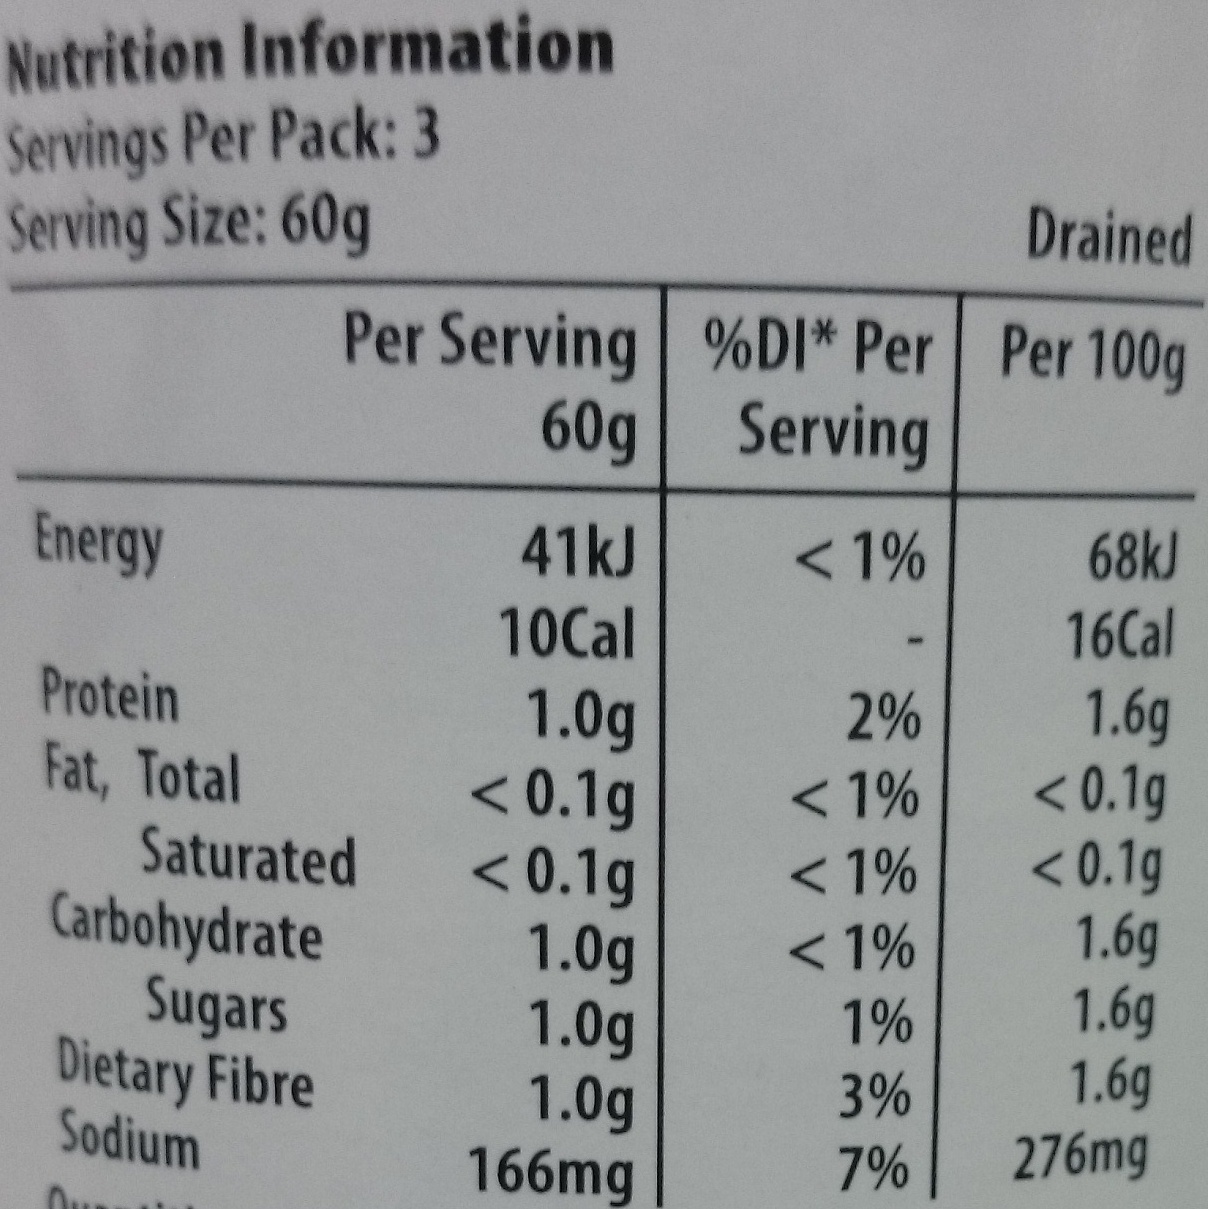 Nutrition Information
Servings Per Pack: 3
Serving Size: 60g
Drained
Per Serving %DI* Per Per 100g
60g Serving
Energy 41kJ < 1% 68kJ
10Cal - 16Cal
Protein 1.0g 2% 1.6g
Fat, Total < 0.1g < 1% < 0.1g
Saturated < 0.1g < 1% < 0.1g
Carbohydrate 1.0g < 1% 1.6g
Sugars 1.0g 1% 1.6g
Dietary Fibre 1.0g 3% 1.6g
Sodium 166mg 7% 276mg